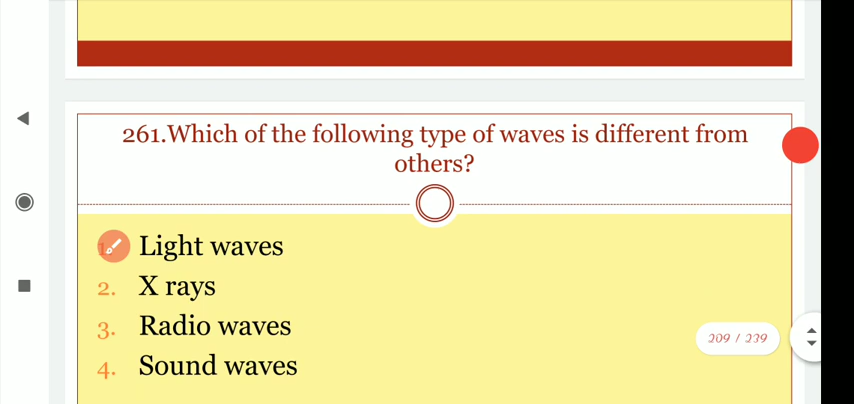 261.Which of the following type of waves is different from
others?
1. Light waves
2. X rays
3. Radio waves
4. Sound waves
209 / 239